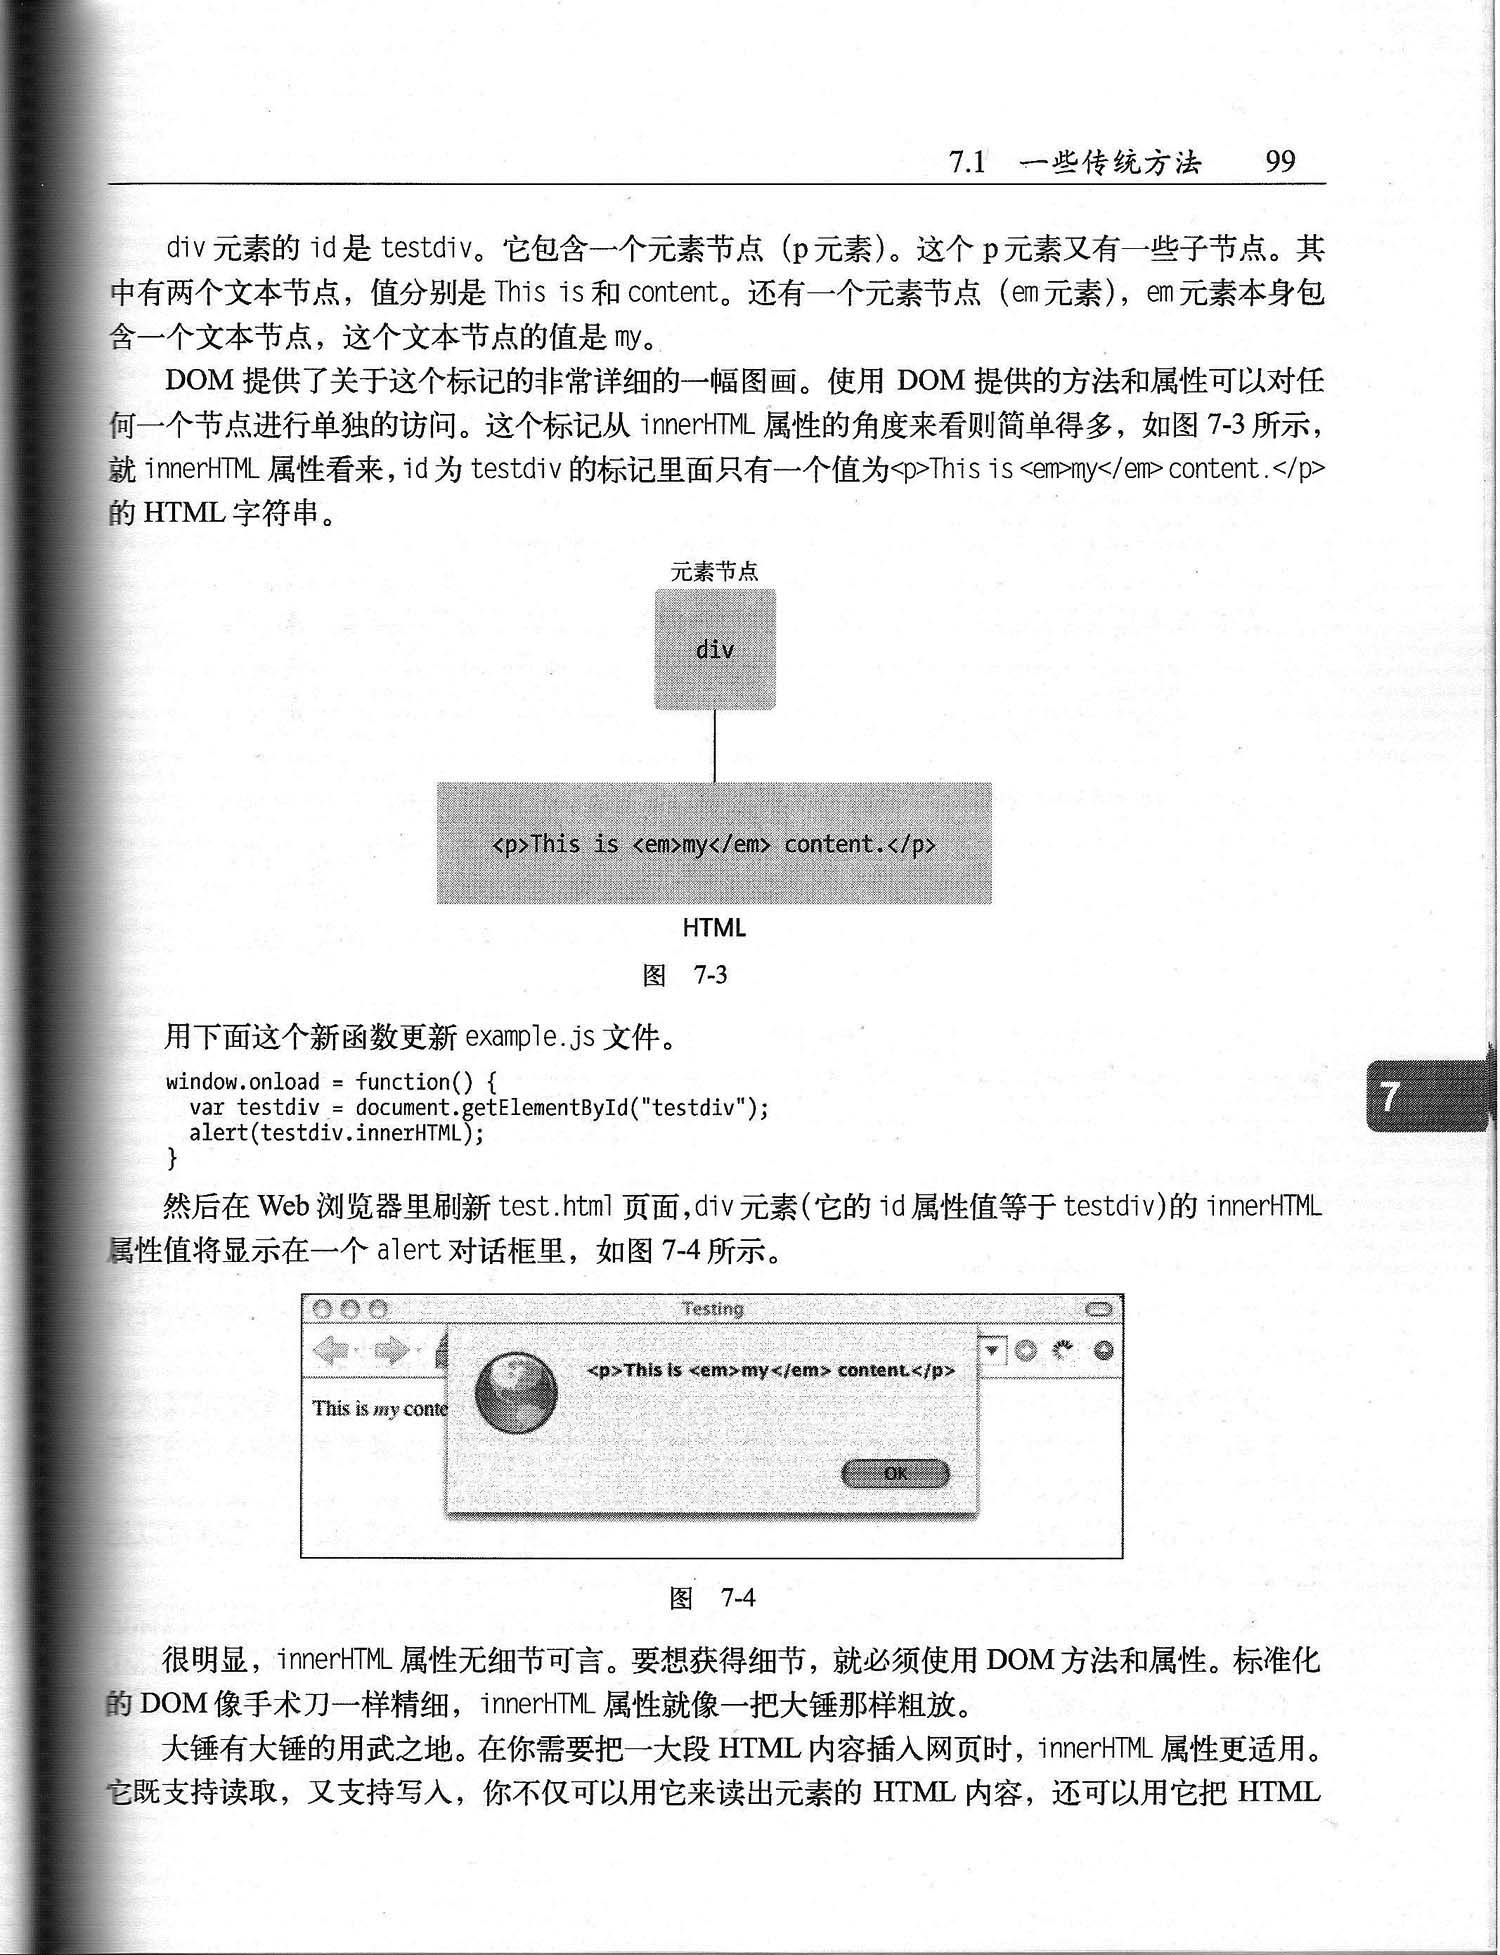 7.1 一些传统方法 99
div 元素的 id 是 testdiv。它包含一个元素节点（p 元素）。这个 p 元素又有一些子节点。其
中有两个文本节点，值分别是 This is 和 content。还有一个元素节点（em 元素），em 元素本身包
含一个文本节点，这个文本节点的值是 my。
DOM 提供了关于这个标记的非常详细的一幅图画。使用 DOM 提供的方法和属性可以对任
何一个节点进行单独的访问。这个标记从 innerHTML 属性的角度来看则简单得多，如图 7-3 所示，
就 innerHTML 属性看来，id 为 testdiv 的标记里面只有一个值为<p>This is <em>my</em> content.</p>
的 HTML 字符串。
元素节点
div
<p>This is <em>my</em> content.</p>
HTML
图 7-3
用下面这个新函数更新 example.js 文件。
window.onload = function() {
  var testdiv = document.getElementById("testdiv");
  alert(testdiv.innerHTML);
}
7
然后在 Web 浏览器里刷新 test.html 页面，div 元素(它的 id 属性值等于 testdiv)的 innerHTML
属性值将显示在一个 alert 对话框里，如图 7-4 所示。
Testing
<p>This is <em>my</em> content.</p>
This is my conte
OK
图 7-4
很明显，innerHTML 属性无细节可言。要想获得细节，就必须使用 DOM 方法和属性。标准化
的 DOM 像手术刀一样精细，innerHTML 属性就像一把大锤那样粗放。
大锤有大锤的用武之地。在你需要把一大段 HTML 内容插入网页时，innerHTML 属性更适用。
它既支持读取，又支持写入，你不仅可以用它来读出元素的 HTML 内容，还可以用它把 HTML